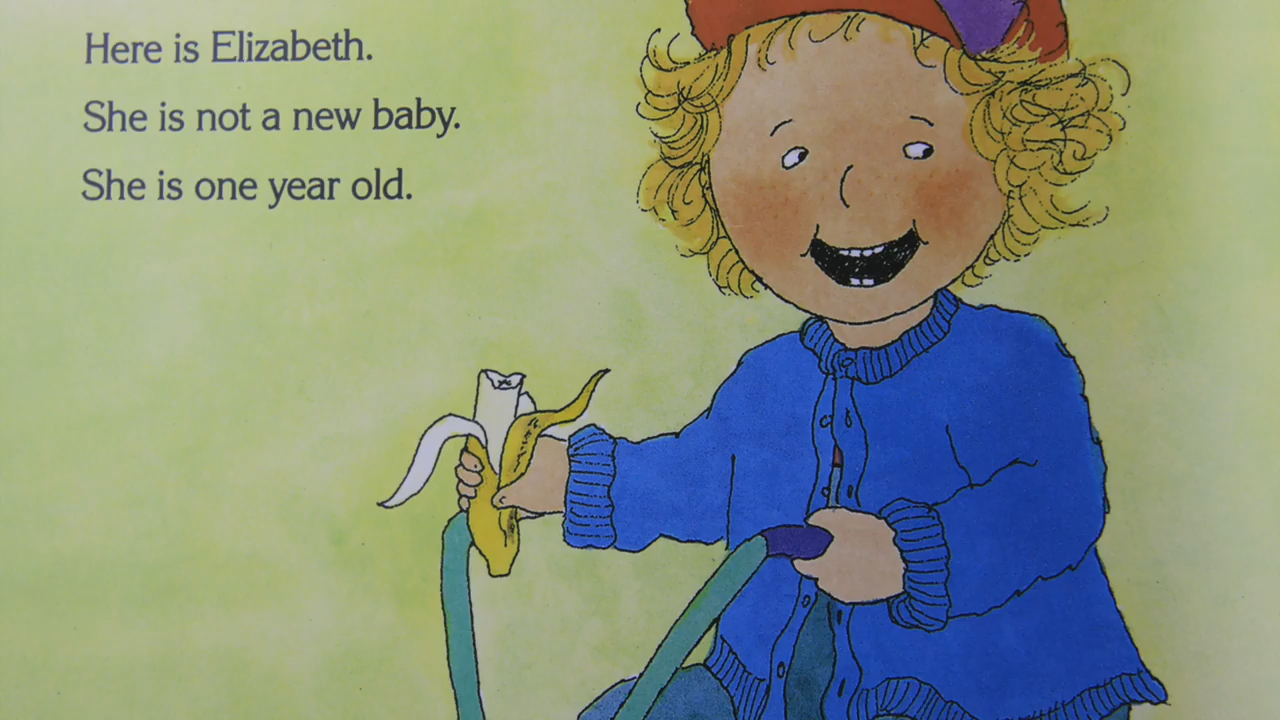 Here is Elizabeth.
She is not a new baby.
She is one year old.